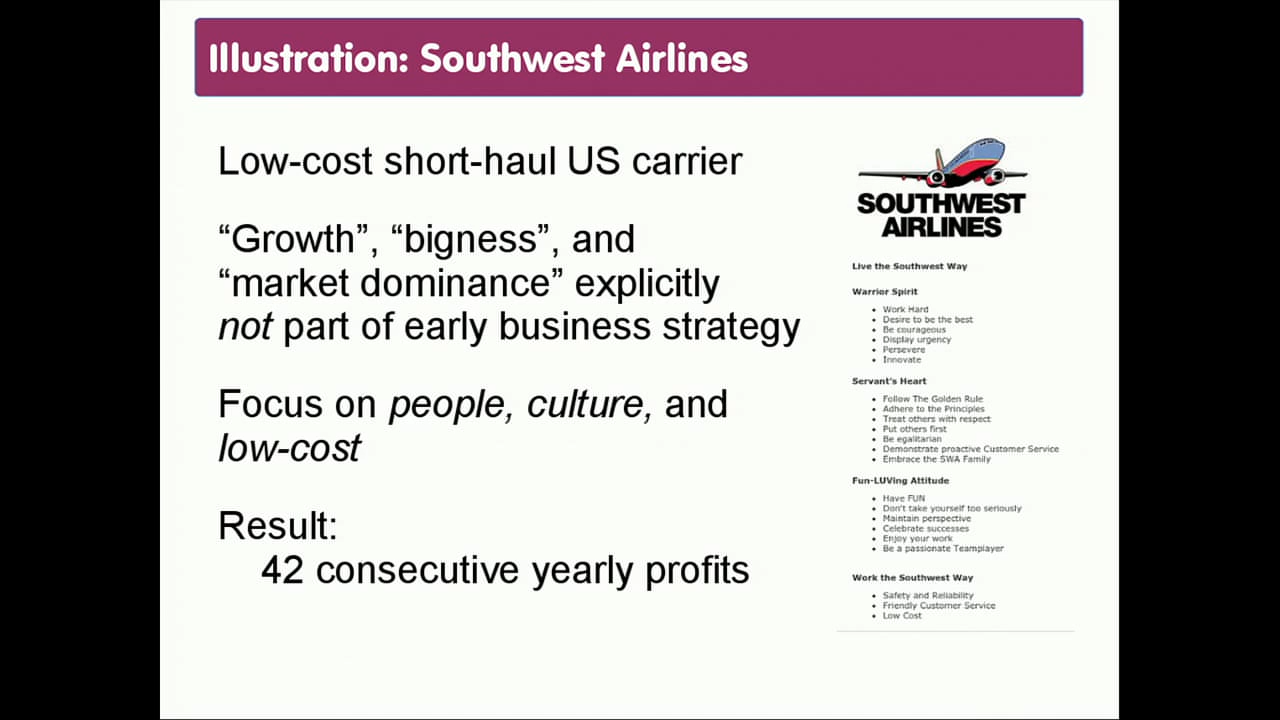 Illustration: Southwest Airlines
Low-cost short-haul US carrier
“Growth”, “bigness”, and
“market dominance” explicitly
not part of early business strategy
Focus on people, culture, and
low-cost
Result:
42 consecutive yearly profits
SOUTHWEST
AIRLINES
Live the Southwest Way
Warrior Spirit
• Work Hard
• Desire to be the best
• Be courageous
• Display urgency
• Persevere
• Innovate
Servant's Heart
• Follow The Golden Rule
• Adhere to the Principles
• Treat others with respect
• Put others first
• Be egalitarian
• Demonstrate proactive Customer Service
• Embrace the SWA Family
Fun-LUVing Attitude
• Have FUN
• Don't take yourself too seriously
• Maintain perspective
• Celebrate successes
• Enjoy your work
• Be a passionate Teamplayer
Work the Southwest Way
• Safety and Reliability
• Friendly Customer Service
• Low Cost